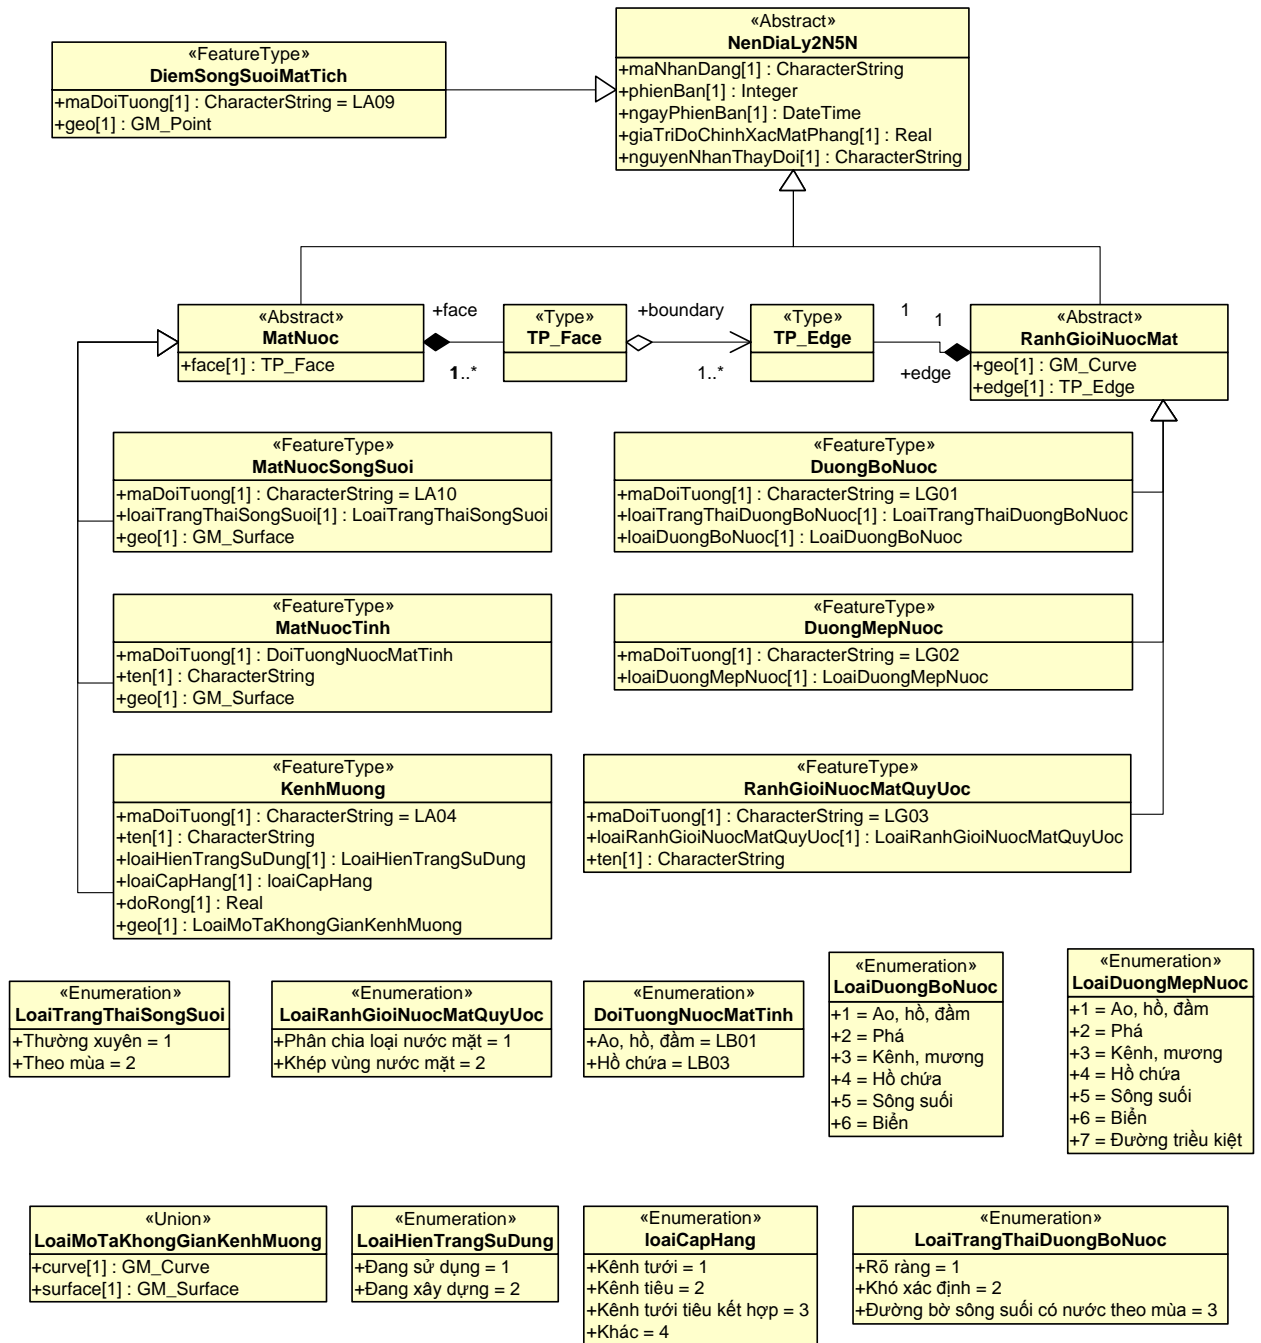 «FeatureType»
DiemSongSuoiMatTich
+maDoiTuong[1] : CharacterString = LA09
+geo[1] : GM_Point
«Abstract»
NenDiaLy2N5N
+maNhanDang[1] : CharacterString
+phienBan[1] : Integer
+ngayPhienBan[1] : DateTime
+giaTriDoChinhXacMatPhang[1] : Real
+nguyenNhanThayDoi[1] : CharacterString
«Abstract»
MatNuoc
+face[1] : TP_Face
+face
1..*
«Type»
TP_Face
+boundary
1..*
«Type»
TP_Edge
1
1
+edge
«Abstract»
RanhGioiNuocMat
+geo[1] : GM_Curve
+edge[1] : TP_Edge
«FeatureType»
MatNuocSongSuoi
+maDoiTuong[1] : CharacterString = LA10
+loaiTrangThaiSongSuoi[1] : LoaiTrangThaiSongSuoi
+geo[1] : GM_Surface
«FeatureType»
DuongBoNuoc
+maDoiTuong[1] : CharacterString = LG01
+loaiTrangThaiDuongBoNuoc[1] : LoaiTrangThaiDuongBoNuoc
+loaiDuongBoNuoc[1] : LoaiDuongBoNuoc
«FeatureType»
MatNuocTinh
+maDoiTuong[1] : DoiTuongNuocMatTinh
+ten[1] : CharacterString
+geo[1] : GM_Surface
«FeatureType»
DuongMepNuoc
+maDoiTuong[1] : CharacterString = LG02
+loaiDuongMepNuoc[1] : LoaiDuongMepNuoc
«FeatureType»
KenhMuong
+maDoiTuong[1] : CharacterString = LA04
+ten[1] : CharacterString
+loaiHienTrangSuDung[1] : LoaiHienTrangSuDung
+loaiCapHang[1] : loaiCapHang
+doRong[1] : Real
+geo[1] : LoaiMoTaKhongGianKenhMuong
«FeatureType»
RanhGioiNuocMatQuyUoc
+maDoiTuong[1] : CharacterString = LG03
+loaiRanhGioiNuocMatQuyUoc[1] : LoaiRanhGioiNuocMatQuyUoc
+ten[1] : CharacterString
«Enumeration»
LoaiTrangThaiSongSuoi
+Thường xuyên = 1
+Theo mùa = 2
«Enumeration»
LoaiRanhGioiNuocMatQuyUoc
+Phân chia loại nước mặt = 1
+Khép vùng nước mặt = 2
«Enumeration»
DoiTuongNuocMatTinh
+Ao, hồ, đầm = LB01
+Hồ chứa = LB03
«Enumeration»
LoaiDuongBoNuoc
+1 = Ao, hồ, đầm
+2 = Phá
+3 = Kênh, mương
+4 = Hồ chứa
+5 = Sông suối
+6 = Biển
«Enumeration»
LoaiDuongMepNuoc
+1 = Ao, hồ, đầm
+2 = Phá
+3 = Kênh, mương
+4 = Hồ chứa
+5 = Sông suối
+6 = Biển
+7 = Đường triều kiệt
«Union»
LoaiMoTaKhongGianKenhMuong
+curve[1] : GM_Curve
+surface[1] : GM_Surface
«Enumeration»
LoaiHienTrangSuDung
+Đang sử dụng = 1
+Đang xây dựng = 2
«Enumeration»
loaiCapHang
+Kênh tưới = 1
+Kênh tiêu = 2
+Kênh tưới tiêu kết hợp = 3
+Khác = 4
«Enumeration»
LoaiTrangThaiDuongBoNuoc
+Rõ ràng = 1
+Khó xác định = 2
+Đường bờ sông suối có nước theo mùa = 3